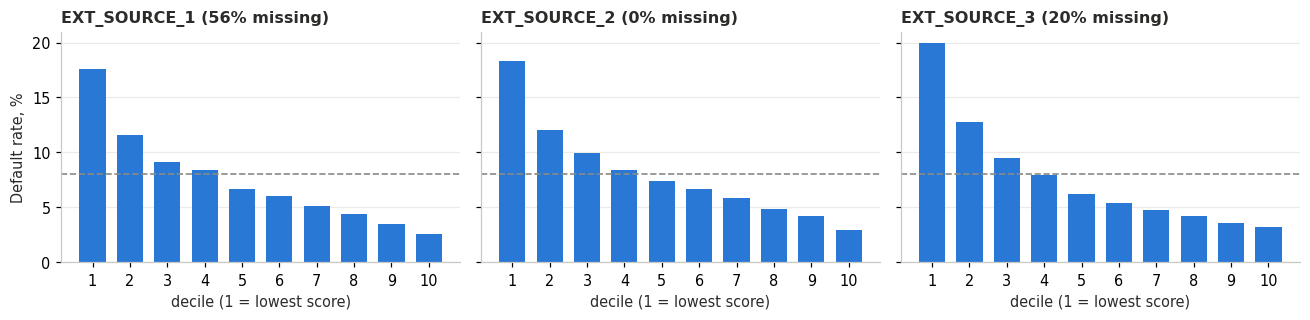 EXT_SOURCE_1 (56% missing)
EXT_SOURCE_2 (0% missing)
EXT_SOURCE_3 (20% missing)
Default rate, %
20
15
10
5
0
1 2 3 4 5 6 7 8 9 10
1 2 3 4 5 6 7 8 9 10
1 2 3 4 5 6 7 8 9 10
decile (1 = lowest score)
decile (1 = lowest score)
decile (1 = lowest score)